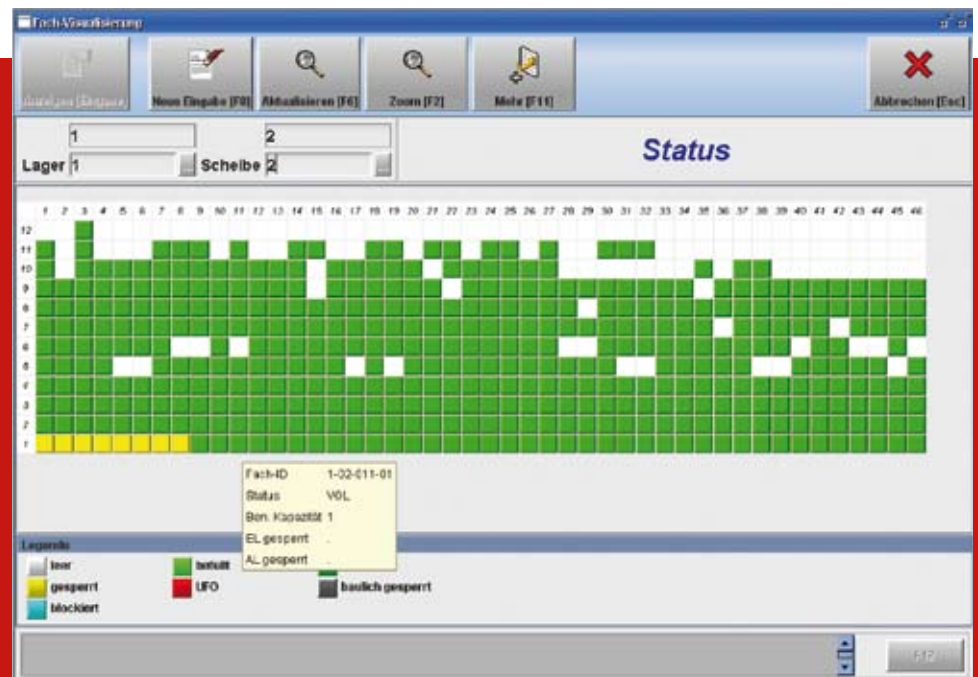 Fach-Visualisierung
Anzeigen [Eingabe] Neue Eingabe [F8] Aktualisieren [F6] Zoom [F2] Mehr [F11] Abbrechen [Esc]
1 2
Lager 1 ... Scheibe 2 ...
Status
1 2 3 4 5 6 7 8 9 10 11 12 13 14 15 16 17 18 19 20 21 22 23 24 25 26 27 28 29 30 31 32 33 34 35 36 37 38 39 40 41 42 43 44 45 46
12
11
10
9
8
7
6
5
4
3
2
1
Fach-ID 1-02-011-01
Status VOL
Ben. Kapazität 1
EL gesperrt .
AL gesperrt .
Legende
leer befüllt
gesperrt UFO baulich gesperrt
blockiert
F12